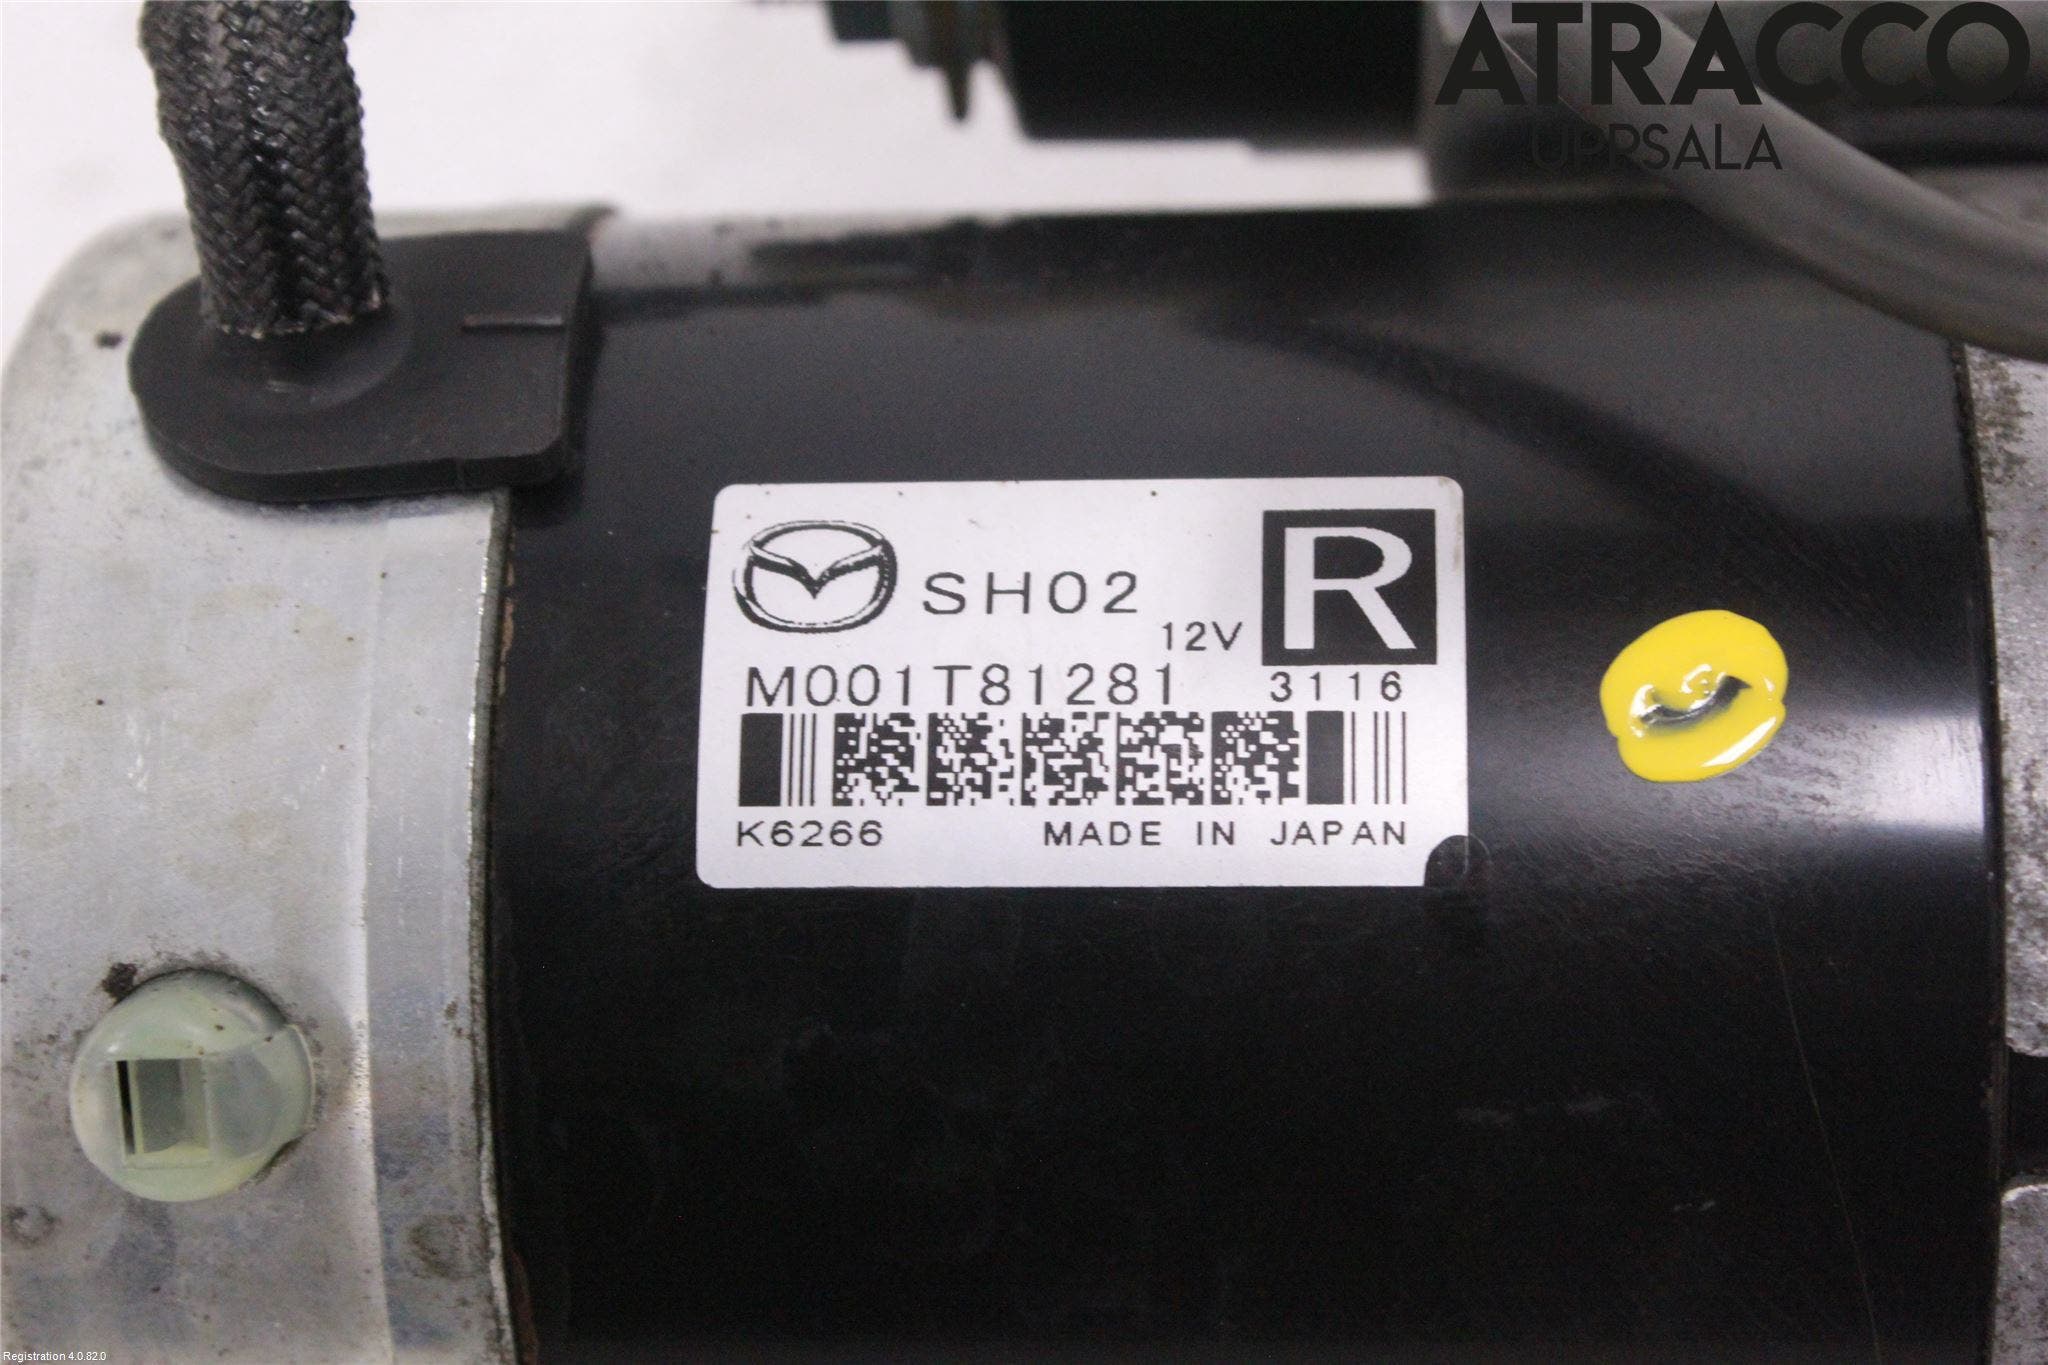 ATRACCO
UPPSALA
SH02
12V
R
M001T81281
3116
K6266 MADE IN JAPAN
Registration 4.0.82.0